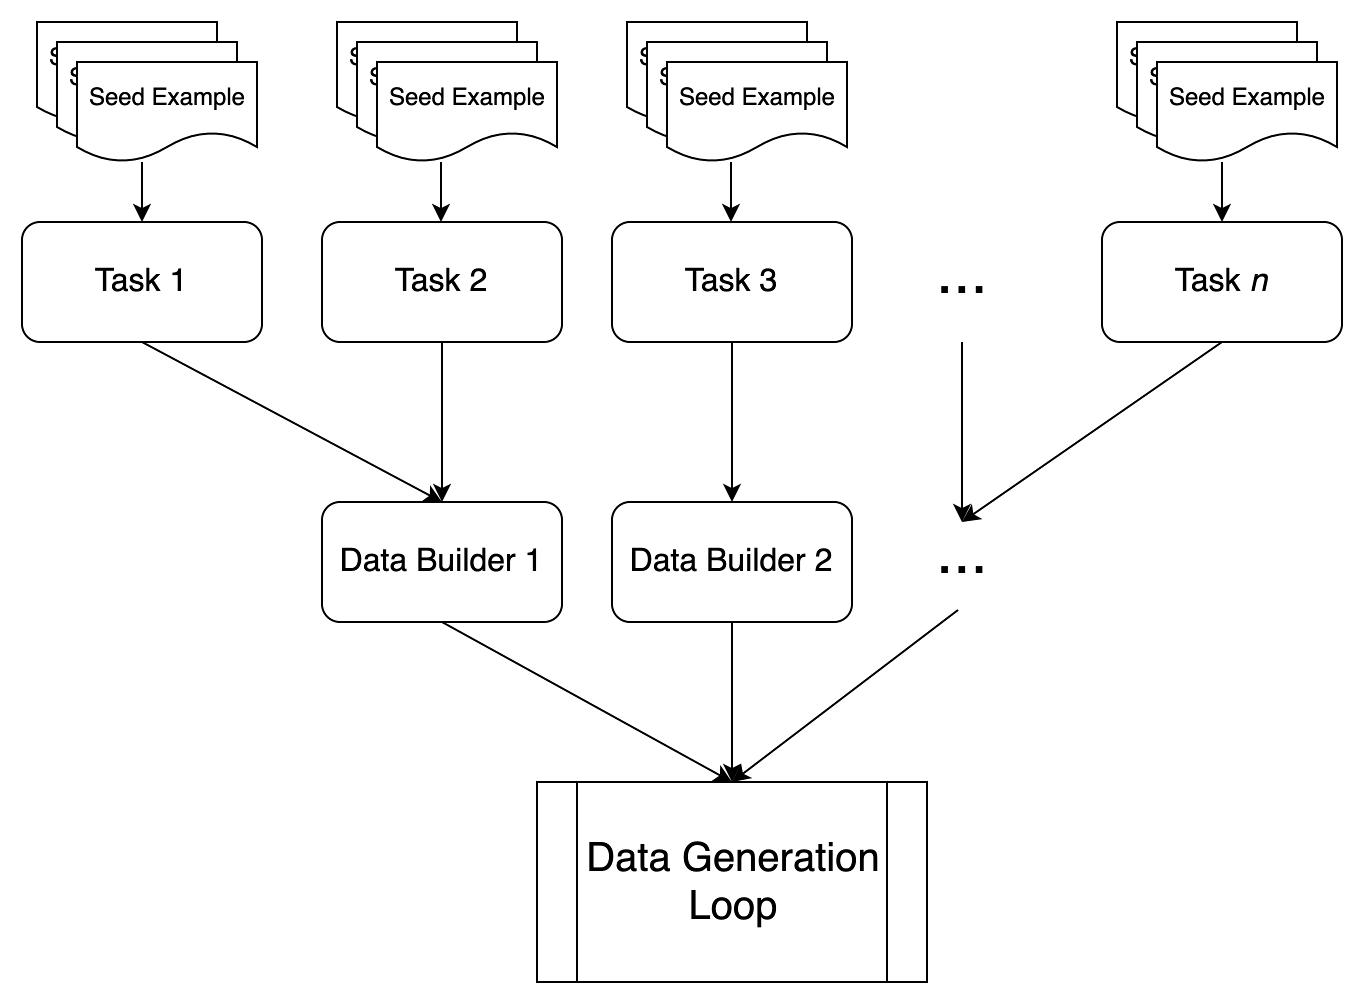 Seed Example
Seed Example
Seed Example
Seed Example
Task 1
Task 2
Task 3
...
Task n
Data Builder 1
Data Builder 2
...
Data Generation
Loop